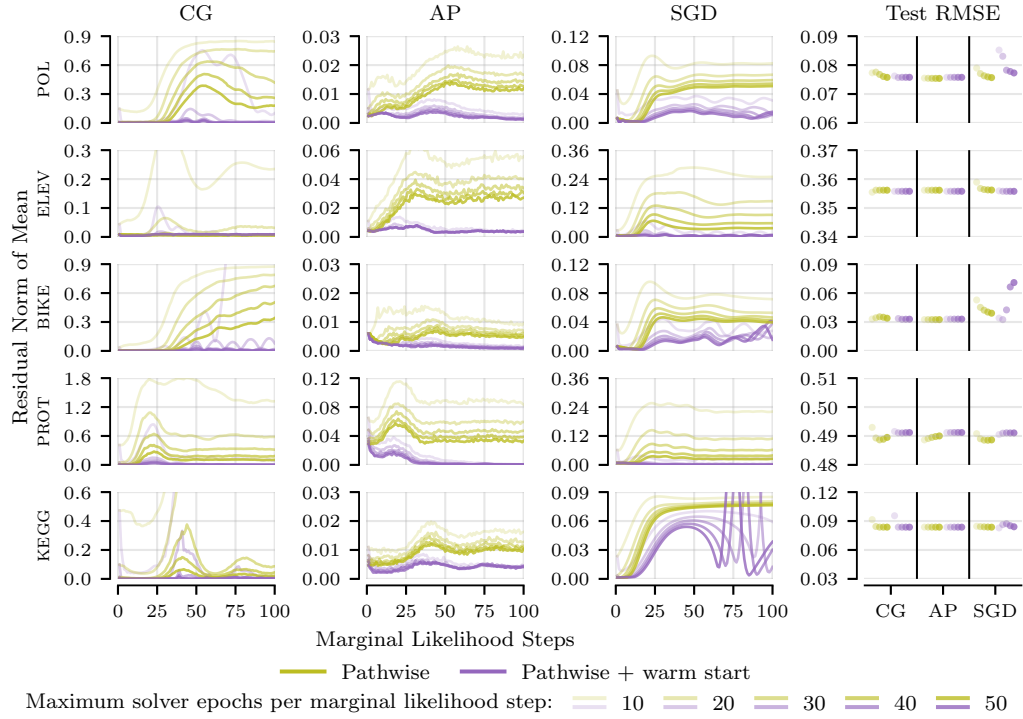 CG AP SGD Test RMSE
Residual Norm of Mean
POL
0.9 0.03 0.12 0.09
0.6 0.02 0.08 0.08
0.3 0.01 0.04 0.07
0.0 0.00 0.00 0.06
ELEV
0.3 0.06 0.36 0.37
0.2 0.04 0.24 0.36
0.1 0.02 0.12 0.35
0.0 0.00 0.00 0.34
BIKE
0.9 0.03 0.12 0.09
0.6 0.02 0.08 0.06
0.3 0.01 0.04 0.03
0.0 0.00 0.00 0.00
PROT
1.8 0.12 0.36 0.51
1.2 0.08 0.24 0.50
0.6 0.04 0.12 0.49
0.0 0.00 0.00 0.48
KEGG
0.6 0.03 0.09 0.12
0.4 0.02 0.06 0.09
0.2 0.01 0.03 0.06
0.0 0.00 0.00 0.03
0 25 50 75 100 0 25 50 75 100 0 25 50 75 100 CG AP SGD
Marginal Likelihood Steps
Pathwise Pathwise + warm start
Maximum solver epochs per marginal likelihood step: 10 20 30 40 50